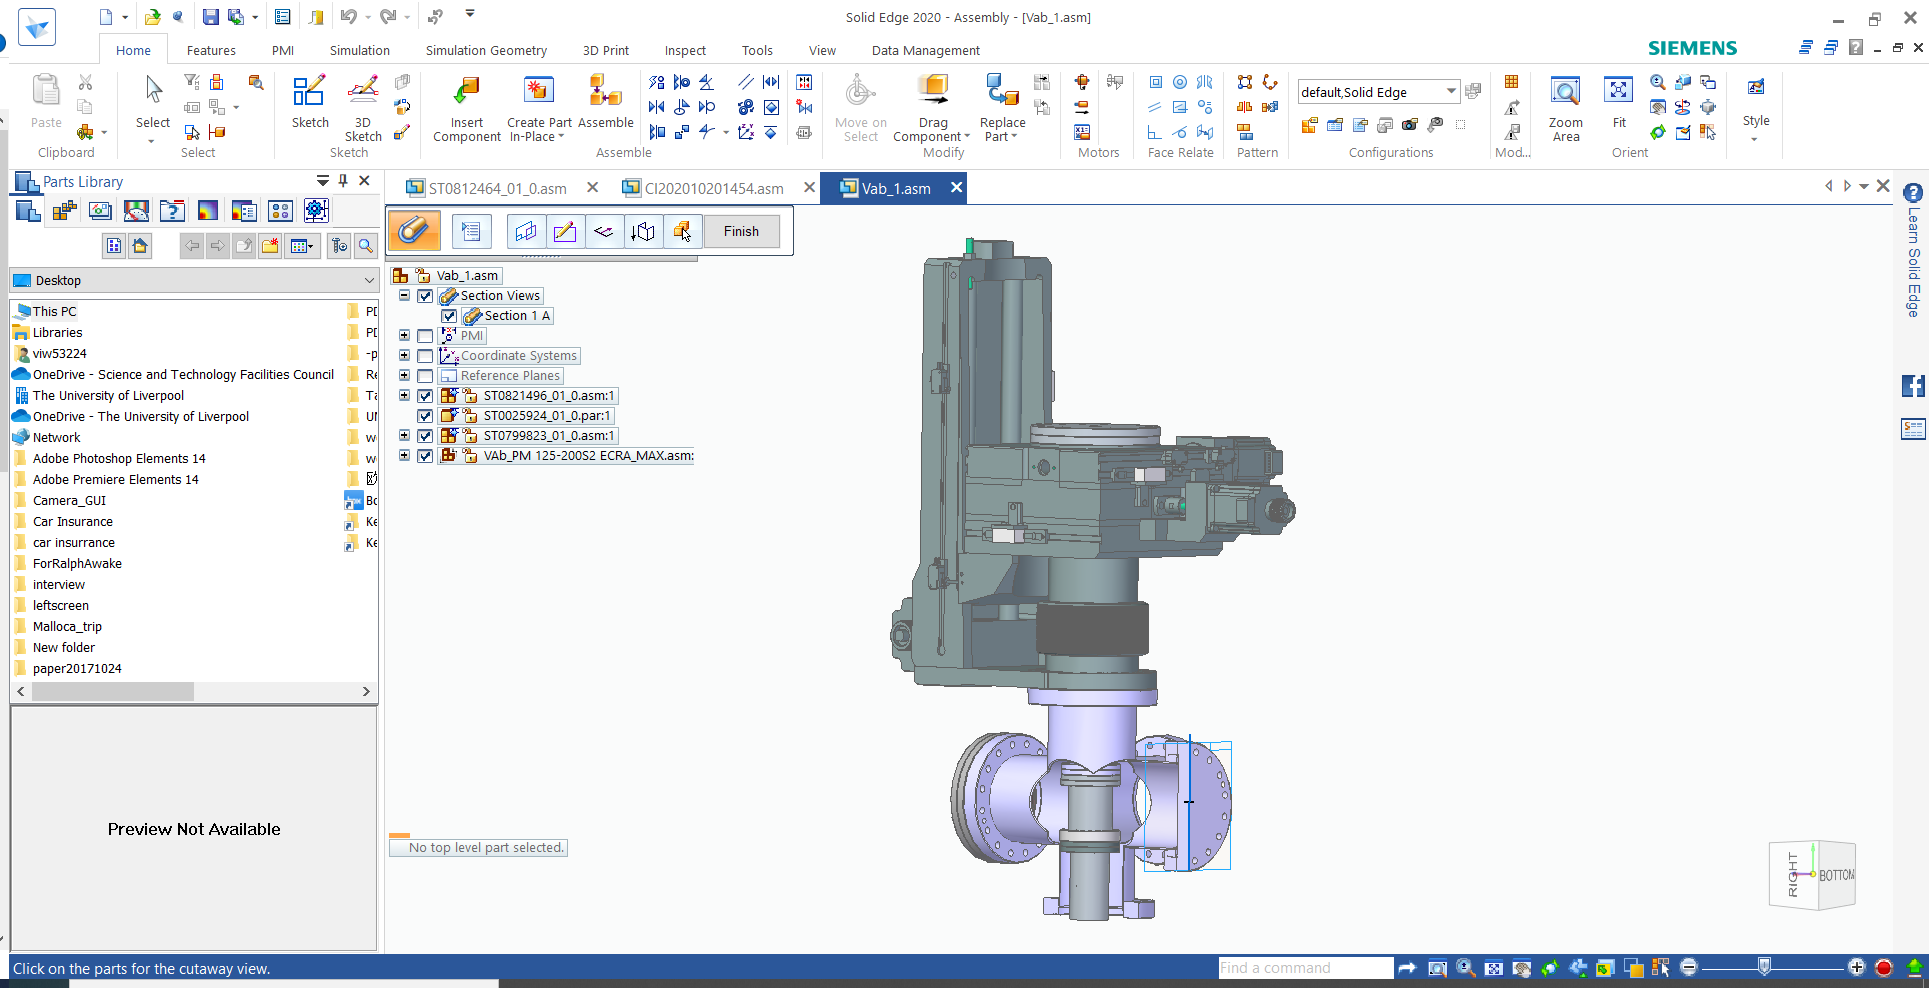 Solid Edge 2020 - Assembly - [Vab_1.asm]
Home Features PMI Simulation Simulation Geometry 3D Print Inspect Tools View Data Management
SIEMENS
Paste
Clipboard
Select
Select
Sketch
3D
Sketch
Sketch
Insert
Component
Create Part
In-Place
Assemble
Assemble
Move on
Select
Drag
Component
Replace
Part
Modify
Motors
Face Relate
Pattern
default,Solid Edge
Configurations
Mod...
Zoom
Area
Fit
Orient
Style
Parts Library
ST0812464_01_0.asm
CI202010201454.asm
Vab_1.asm
Learn Solid Edge
Finish
Desktop
This PC
Libraries
viw53224
OneDrive - Science and Technology Facilities Council
The University of Liverpool
OneDrive - The University of Liverpool
Network
Adobe Photoshop Elements 14
Adobe Premiere Elements 14
Camera_GUI
Car Insurance
car insurrance
ForRalphAwake
interview
leftscreen
Malloca_trip
New folder
paper20171024
Preview Not Available
Vab_1.asm
Section Views
Section 1 A
PMI
Coordinate Systems
Reference Planes
ST0821496_01_0.asm:1
ST0025924_01_0.par:1
ST0799823_01_0.asm:1
VAb_PM 125-200S2 ECRA_MAX.asm:
No top level part selected.
RIGHT
BOTTOM
Click on the parts for the cutaway view.
Find a command